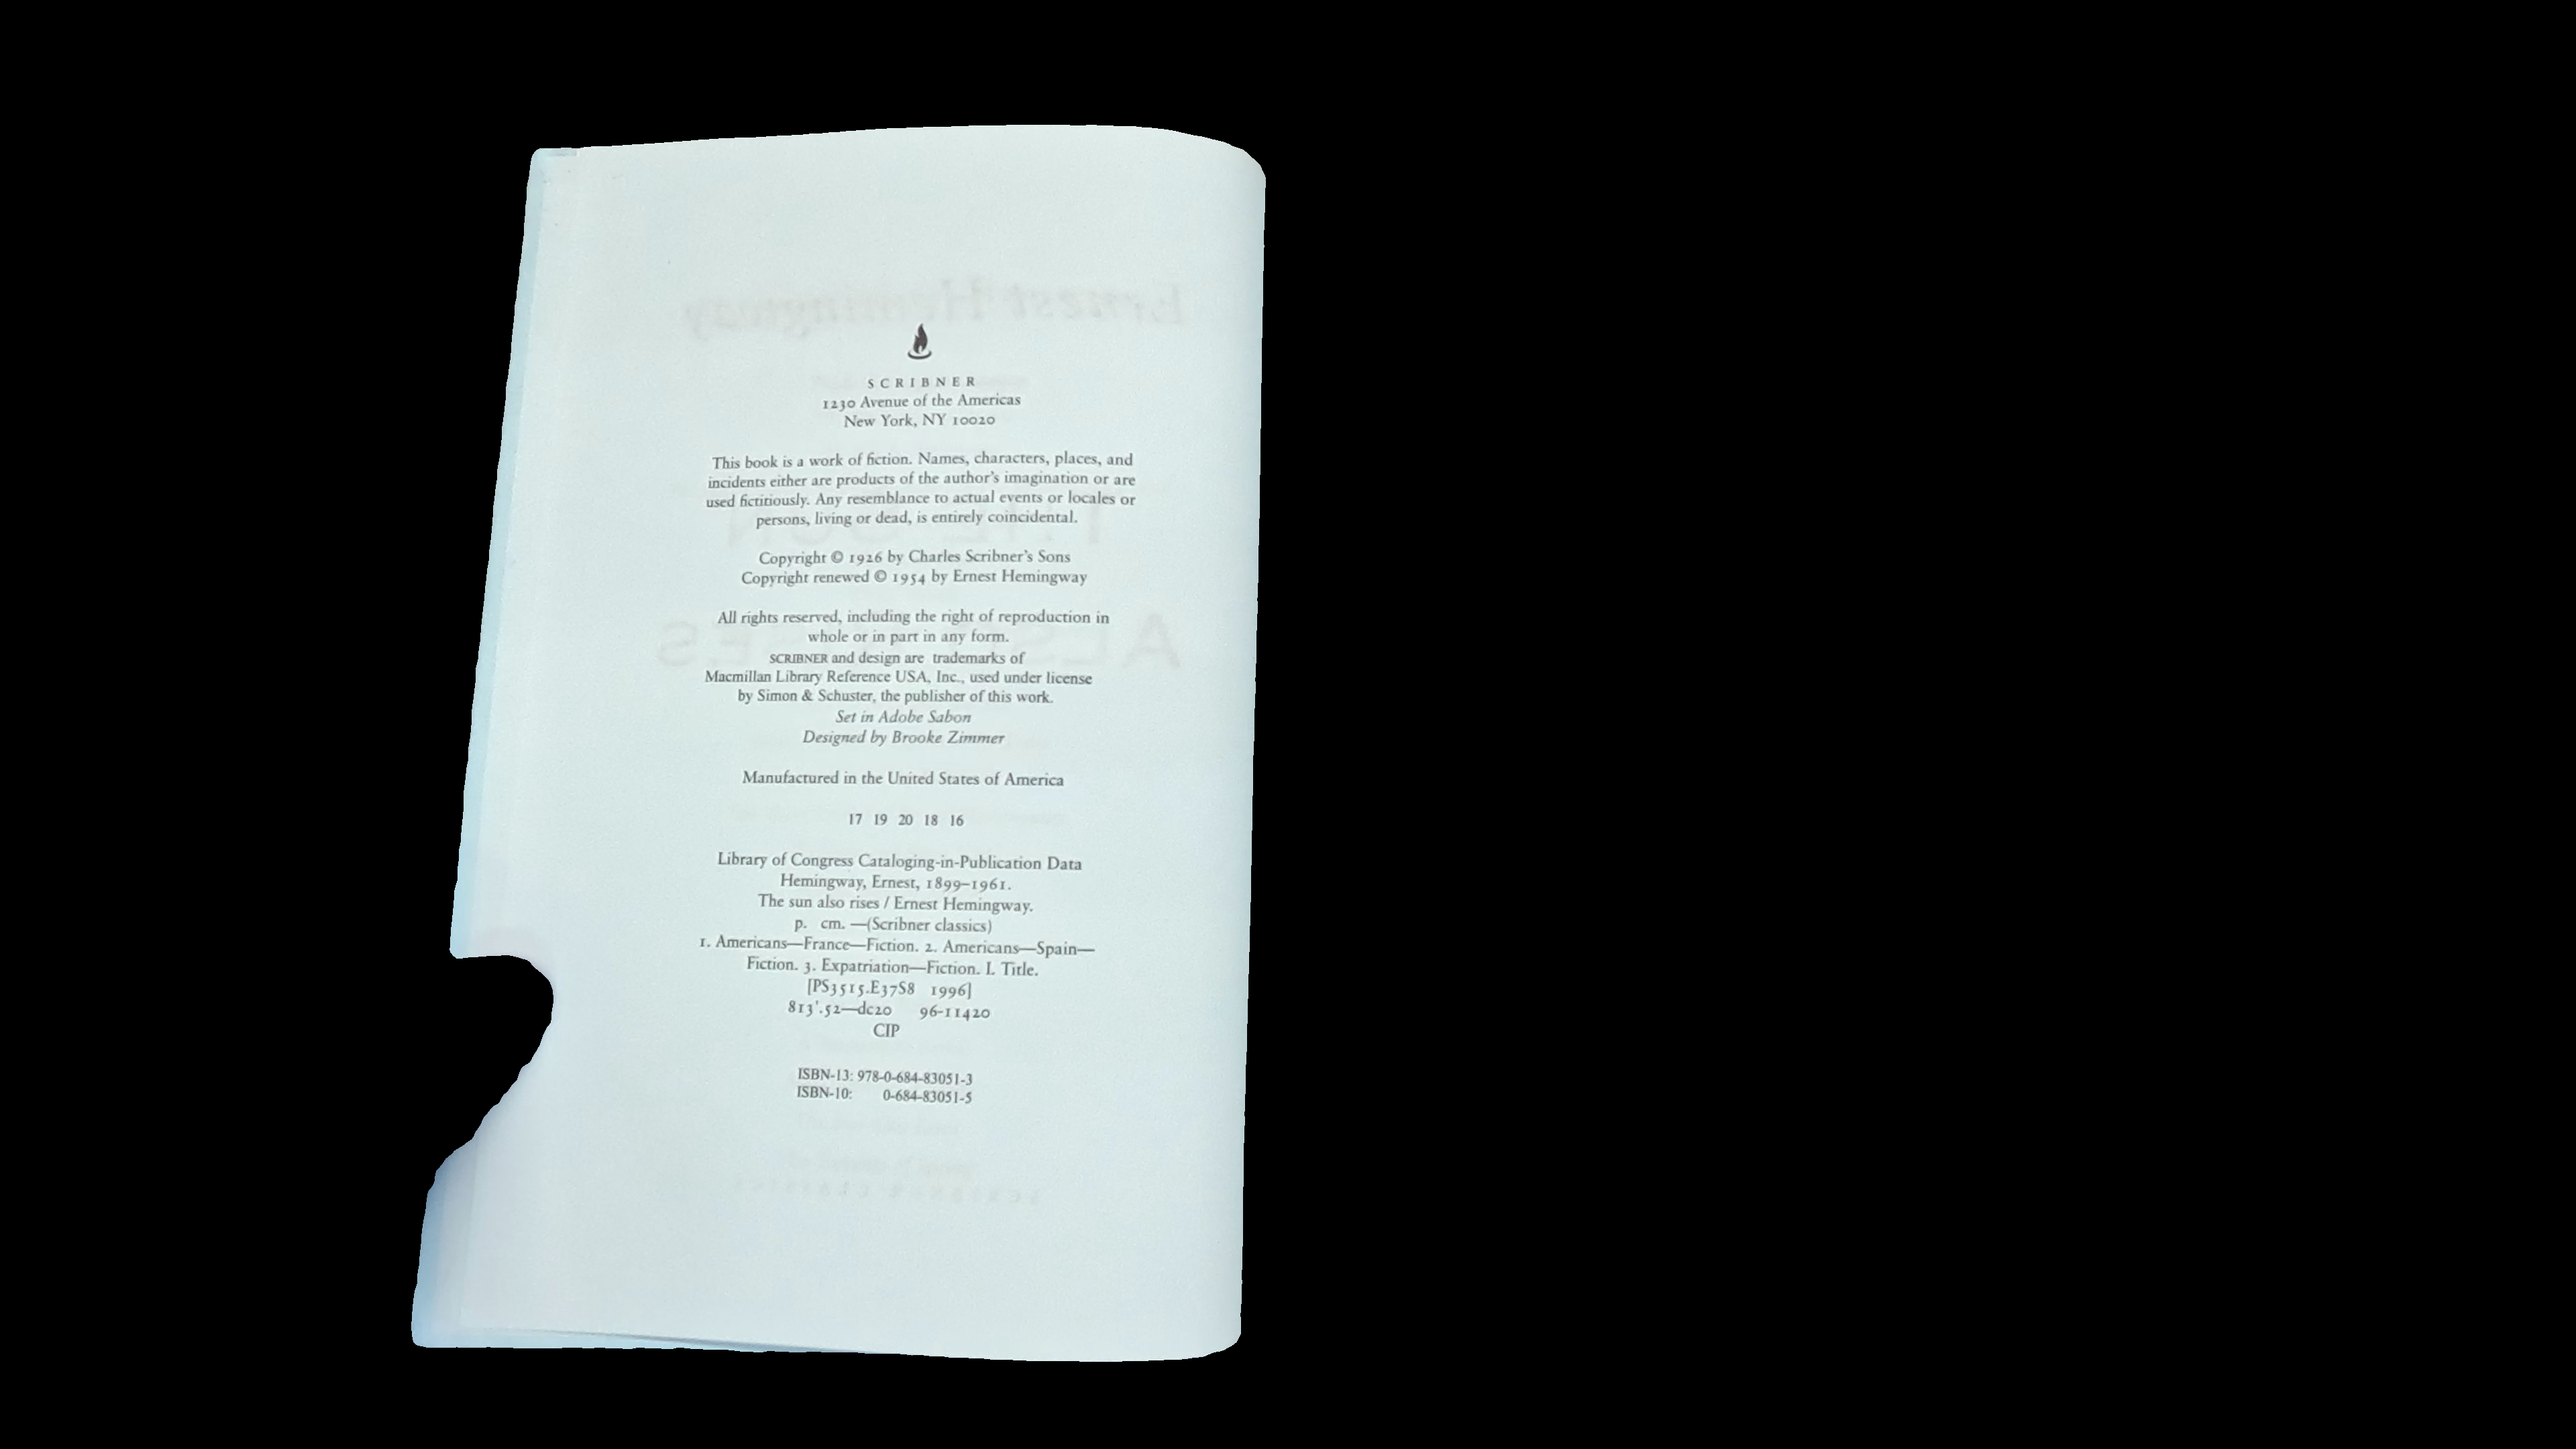 Ernest Hemingway
SCRIBNER
1230 Avenue of the Americas
New York, NY 10020
This book is a work of fiction. Names, characters, places, and
incidents either are products of the author's imagination or are
used fictitiously. Any resemblance to actual events or locales or
persons, living or dead, is entirely coincidental.
Copyright © 1926 by Charles Scribner's Sons
Copyright renewed © 1954 by Ernest Hemingway
All rights reserved, including the right of reproduction in
whole or in part in any form.
SCRIBNER and design are trademarks of
Macmillan Library Reference USA, Inc., used under license
by Simon & Schuster, the publisher of this work.
Set in Adobe Sabon
Designed by Brooke Zimmer
Manufactured in the United States of America
17 19 20 18 16
Library of Congress Cataloging-in-Publication Data
Hemingway, Ernest, 1899–1961.
The sun also rises / Ernest Hemingway.
p. cm. —(Scribner classics)
1. Americans—France—Fiction. 2. Americans—Spain—
Fiction. 3. Expatriation—Fiction. I. Title.
[PS3515.E37S8 1996]
813'.52—dc20 96-11420
CIP
ISBN-13: 978-0-684-83051-3
ISBN-10: 0-684-83051-5